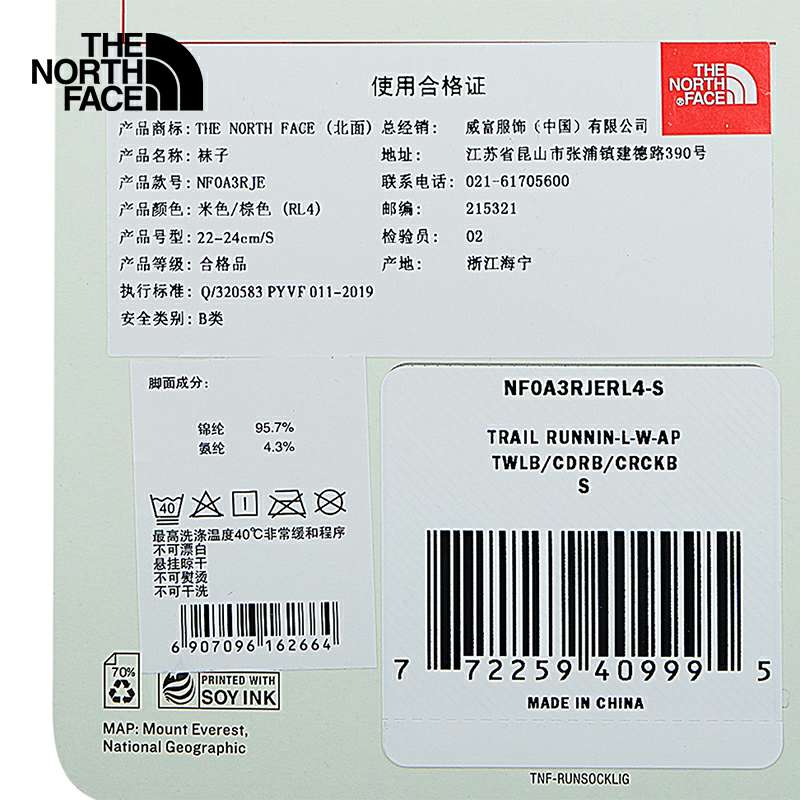 THE
NORTH
FACE
使用合格证
THE
NORTH
®FACE
产品商标: THE NORTH FACE (北面) 总经销: 威富服饰（中国）有限公司
产品名称: 袜子 地址: 江苏省昆山市张浦镇建德路390号
产品款号: NF0A3RJE 联系电话: 021-61705600
产品颜色: 米色/棕色 (RL4) 邮编: 215321
产品号型: 22-24cm/S 检验员: 02
产品等级: 合格品 产地: 浙江海宁
执行标准: Q/320583 PYVF 011-2019
安全类别: B类
脚面成分:
锦纶 95.7%
氨纶 4.3%
40
最高洗涤温度40℃非常缓和程序
不可漂白
悬挂晾干
不可熨烫
不可干洗
6 907096 162664
NF0A3RJERL4-S
TRAIL RUNNIN-L-W-AP
TWLB/CDRB/CRCKB
S
7 72259 40999 5
MADE IN CHINA
70%
PRINTED WITH
SOY INK
MAP: Mount Everest,
National Geographic
TNF-RUNSOCKLIG